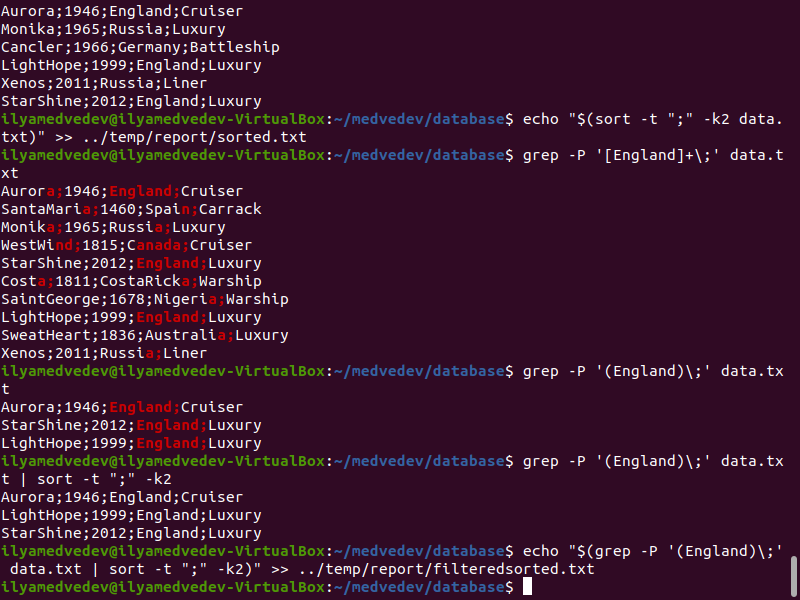 Aurora;1946;England;Cruiser
Monika;1965;Russia;Luxury
Cancler;1966;Germany;Battleship
LightHope;1999;England;Luxury
Xenos;2011;Russia;Liner
StarShine;2012;England;Luxury
ilyamedvedev@ilyamedvedev-VirtualBox:~/medvedev/database$ echo "$(sort -t ";" -k2 data.
txt)" >> ../temp/report/sorted.txt
ilyamedvedev@ilyamedvedev-VirtualBox:~/medvedev/database$ grep -P '[England]+\;' data.t
xt
Aurora;1946;England;Cruiser
SantaMaria;1460;Spain;Carrack
Monika;1965;Russia;Luxury
WestWind;1815;Canada;Cruiser
StarShine;2012;England;Luxury
Costa;1811;CostaRicka;Warship
SaintGeorge;1678;Nigeria;Warship
LightHope;1999;England;Luxury
SweatHeart;1836;Australia;Luxury
Xenos;2011;Russia;Liner
ilyamedvedev@ilyamedvedev-VirtualBox:~/medvedev/database$ grep -P '(England)\;' data.tx
t
Aurora;1946;England;Cruiser
StarShine;2012;England;Luxury
LightHope;1999;England;Luxury
ilyamedvedev@ilyamedvedev-VirtualBox:~/medvedev/database$ grep -P '(England)\;' data.tx
t | sort -t ";" -k2
Aurora;1946;England;Cruiser
LightHope;1999;England;Luxury
StarShine;2012;England;Luxury
ilyamedvedev@ilyamedvedev-VirtualBox:~/medvedev/database$ echo "$(grep -P '(England)\;'
 data.txt | sort -t ";" -k2)" >> ../temp/report/filteredsorted.txt
ilyamedvedev@ilyamedvedev-VirtualBox:~/medvedev/database$